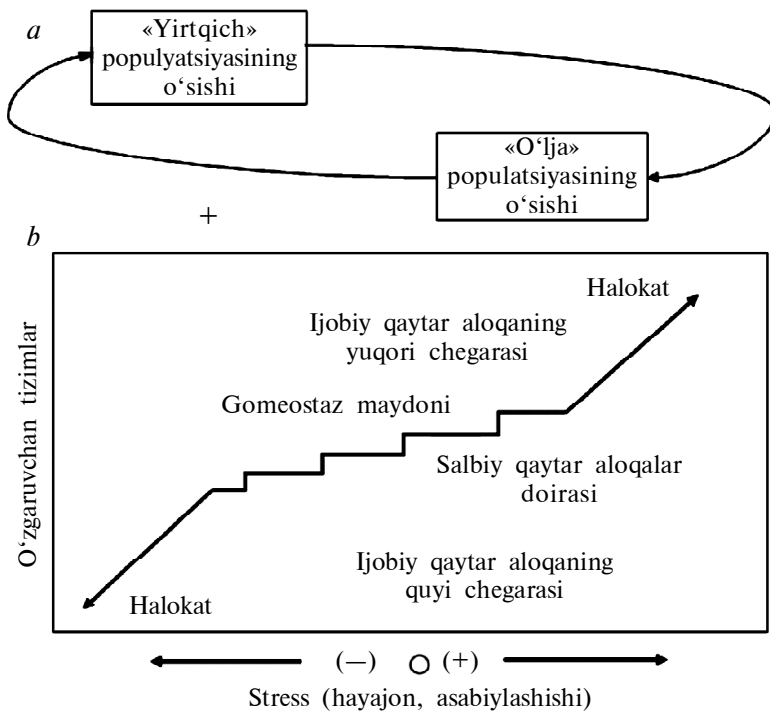 a
«Yirtqich»
populyatsiyasining
o‘sishi
«O‘lja»
populatsiyasining
o‘sishi
+
b
Halokat
Ijobiy qaytar aloqaning
yuqori chegarasi
Gomeostaz maydoni
Salbiy qaytar aloqalar
doirasi
O‘zgaruvchan tizimlar
Ijobiy qaytar aloqaning
quyi chegarasi
Halokat
(—) (+)
Stress (hayajon, asabiylashishi)